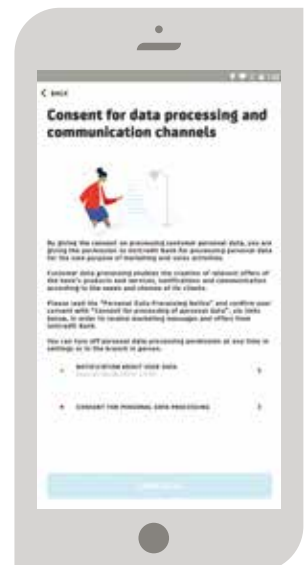 BACK
Consent for data processing and
communication channels
By giving the consent on processing customer personal data, you are
giving the permission to UniCredit Bank for processing personal data
for the sole purpose of marketing and sales activities.
Customer data processing enables the creation of relevant offers of
the bank's products and services, notifications and communication
according to the needs and choices of its clients.
Please read the "Personal Data Processing Notice" and confirm your
consent with "Consent for processing of personal data", via links
below, in order to receive marketing messages and offers from
UniCredit Bank.
You can turn off personal data processing permission at any time in
settings or in the branch in person.
NOTIFICATION ABOUT YOUR DATA
CONSENT FOR PERSONAL DATA PROCESSING